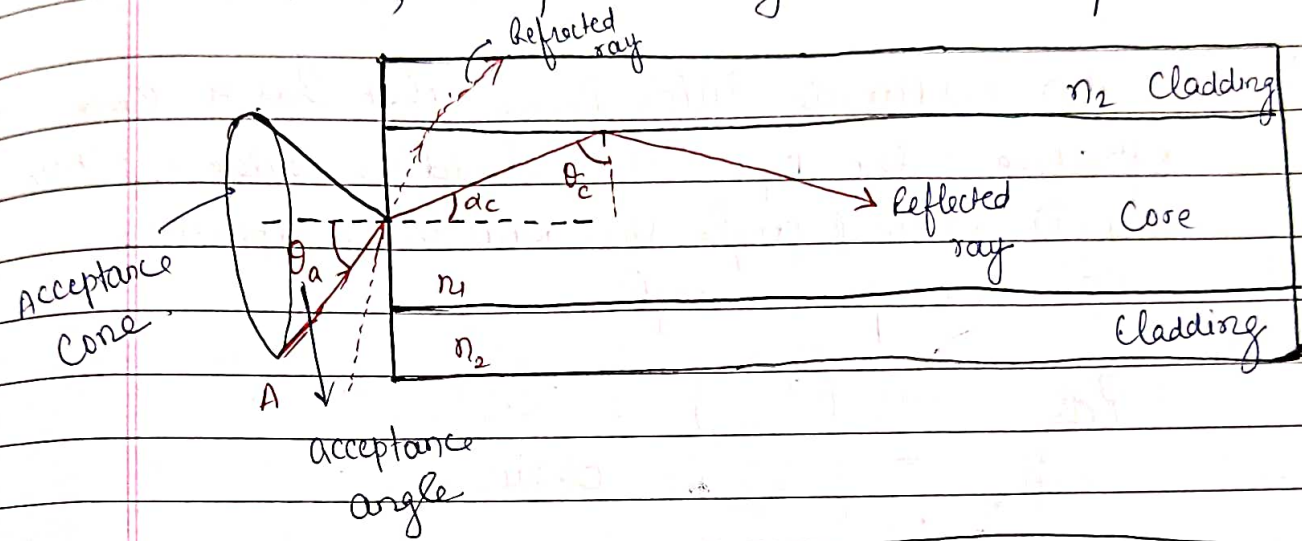 Refracted
ray
n2 Cladding
αc
θc
Reflected
ray
Core
θa
n1
Acceptance
Cone.
Cladding
n2
A
acceptance
angle